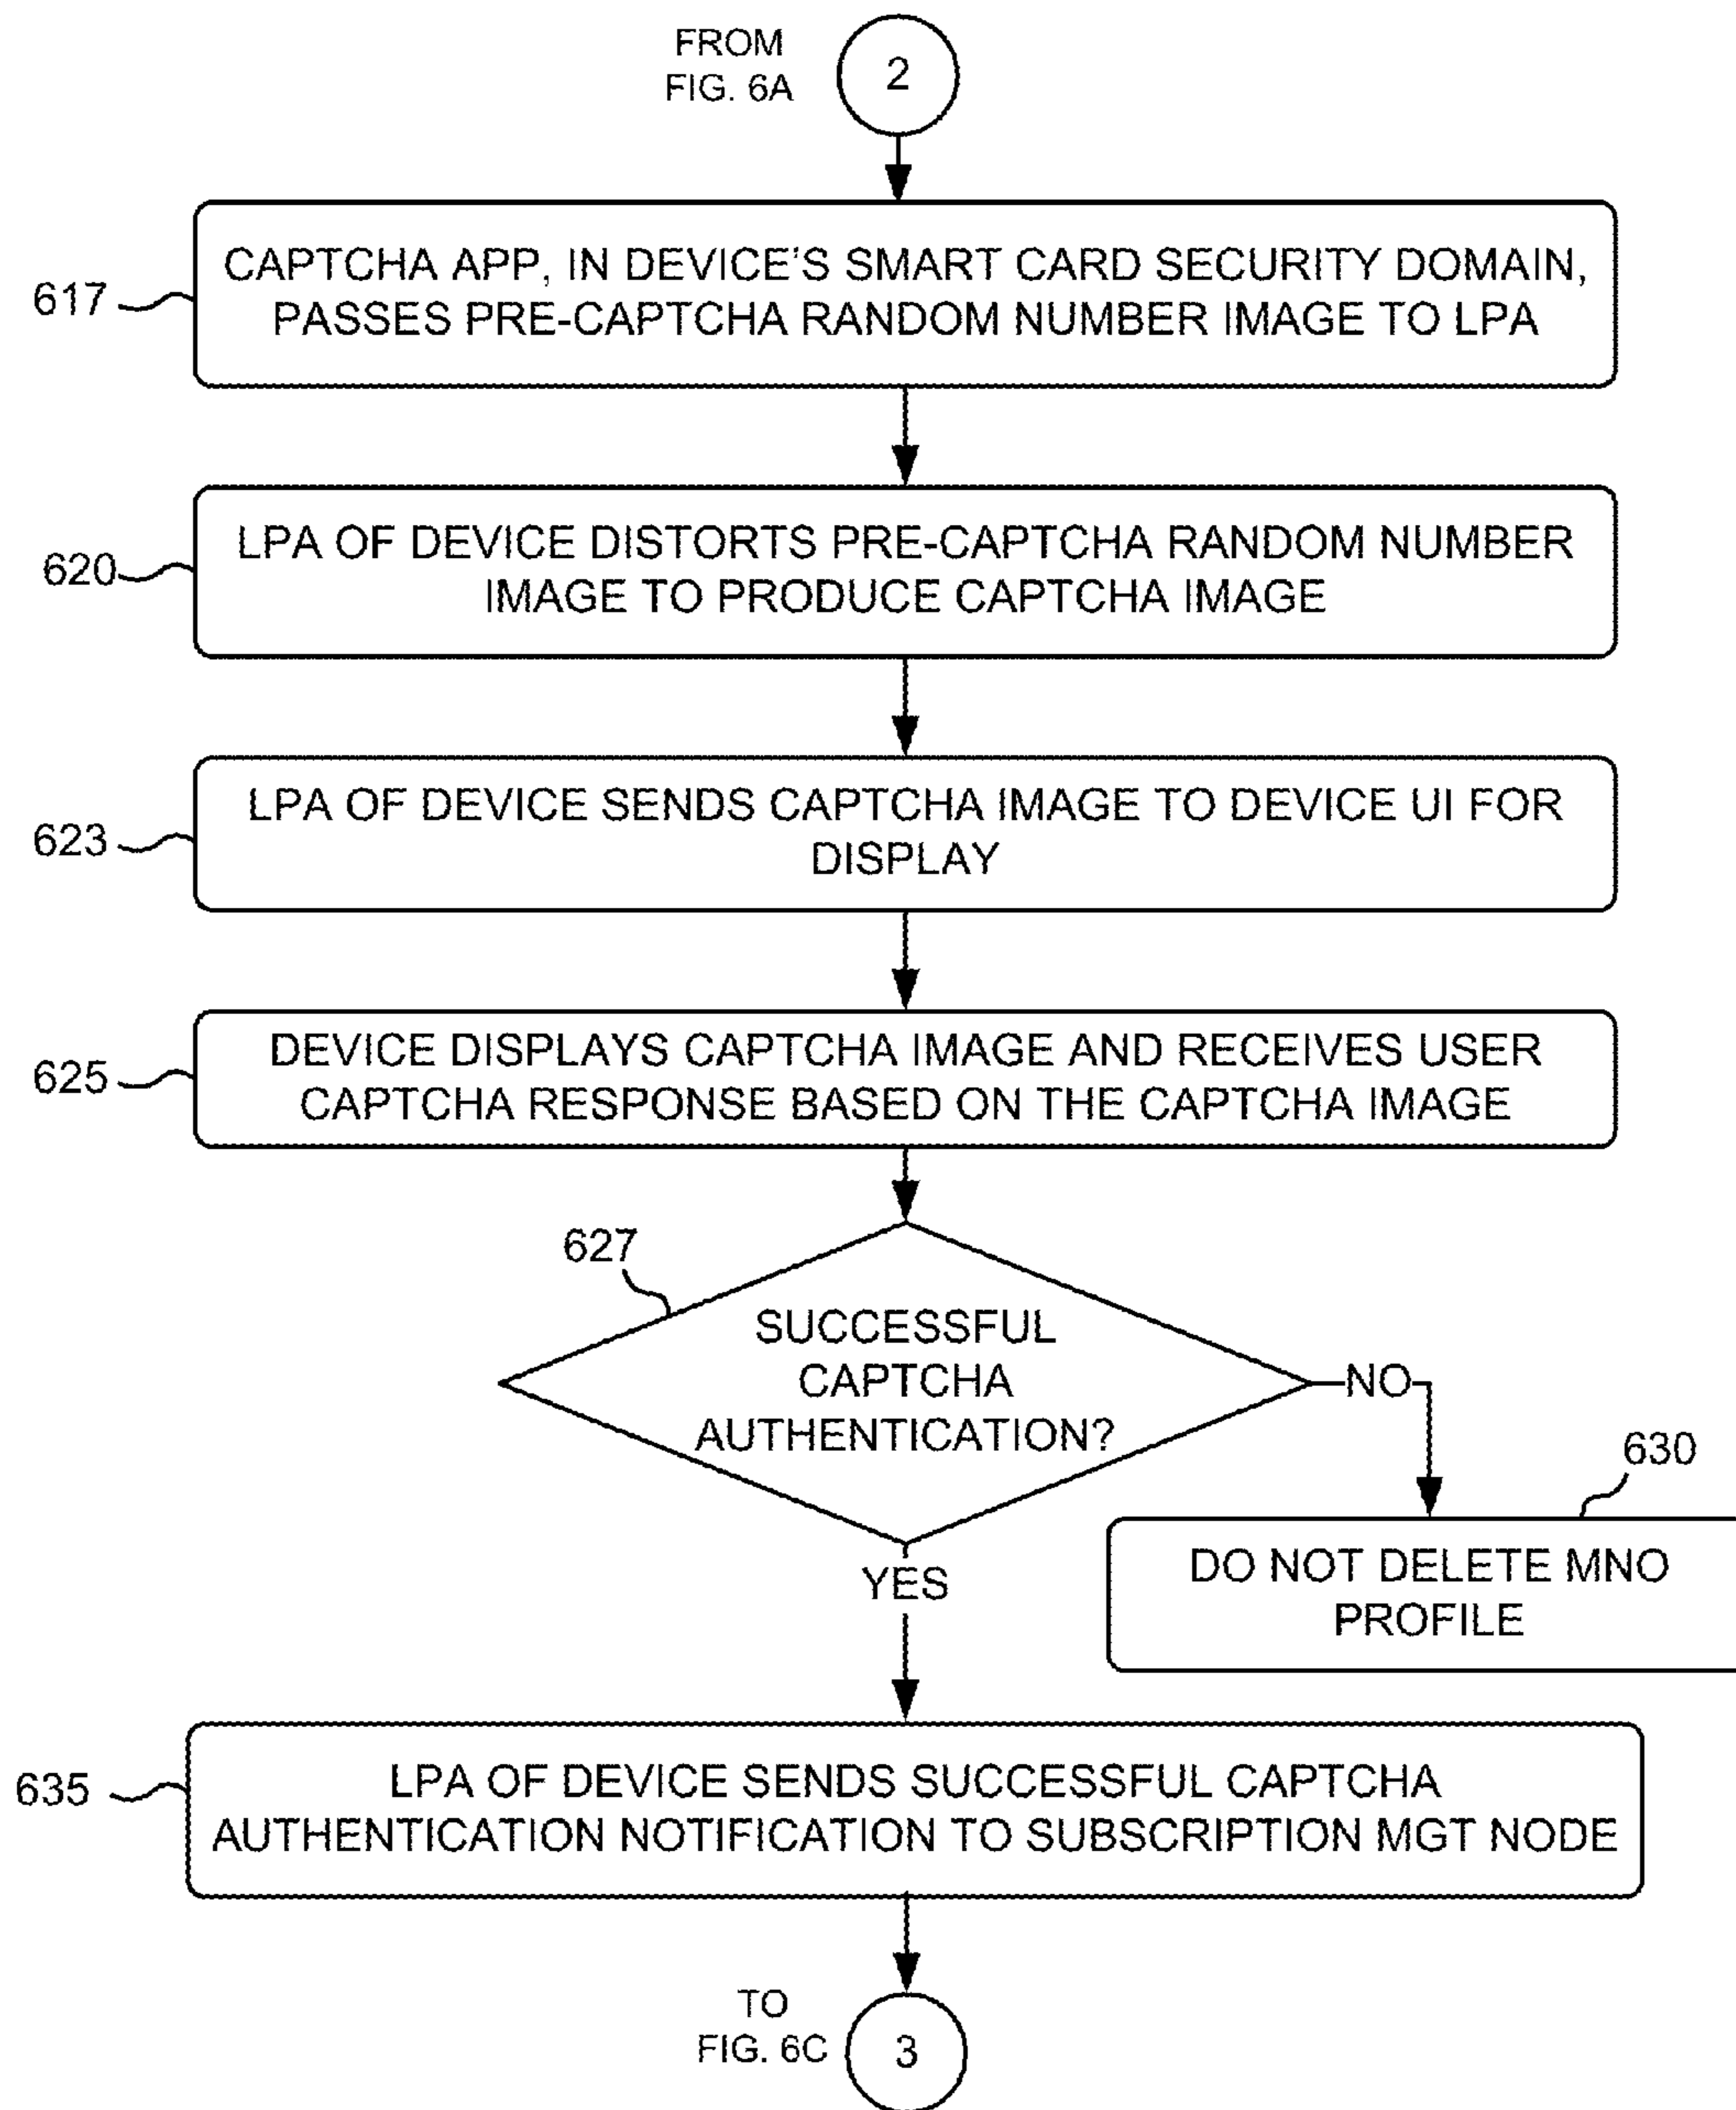 FROM
FIG. 6A
2
617
CAPTCHA APP, IN DEVICE'S SMART CARD SECURITY DOMAIN,
PASSES PRE-CAPTCHA RANDOM NUMBER IMAGE TO LPA
620
LPA OF DEVICE DISTORTS PRE-CAPTCHA RANDOM NUMBER
IMAGE TO PRODUCE CAPTCHA IMAGE
623
LPA OF DEVICE SENDS CAPTCHA IMAGE TO DEVICE UI FOR
DISPLAY
625
DEVICE DISPLAYS CAPTCHA IMAGE AND RECEIVES USER
CAPTCHA RESPONSE BASED ON THE CAPTCHA IMAGE
627
SUCCESSFUL
CAPTCHA
AUTHENTICATION?
NO
630
DO NOT DELETE MNO
PROFILE
YES
635
LPA OF DEVICE SENDS SUCCESSFUL CAPTCHA
AUTHENTICATION NOTIFICATION TO SUBSCRIPTION MGT NODE
TO
FIG. 6C
3